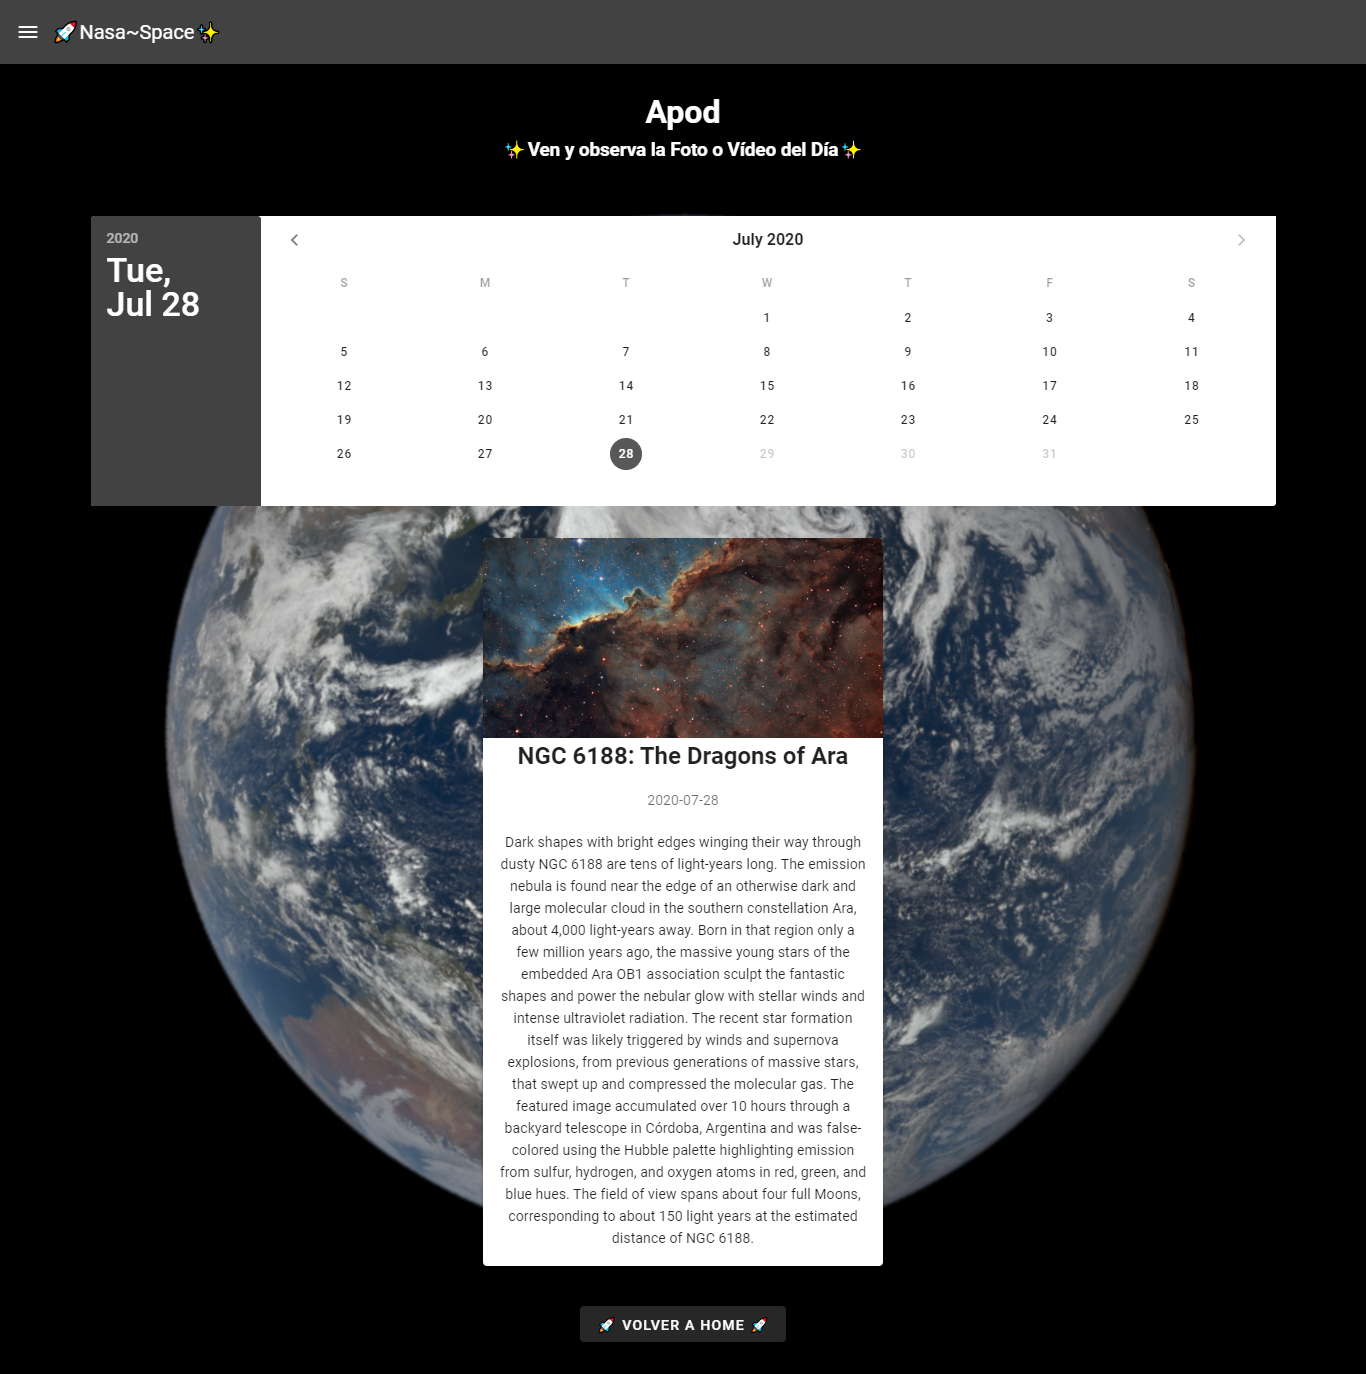 🚀Nasa~Space✨
Apod
✨Ven y observa la Foto o Vídeo del Día✨
2020
Tue,
Jul 28
July 2020
S M T W T F S
1 2 3 4
5 6 7 8 9 10 11
12 13 14 15 16 17 18
19 20 21 22 23 24 25
26 27 28 29 30 31
NGC 6188: The Dragons of Ara
2020-07-28
Dark shapes with bright edges winging their way through
dusty NGC 6188 are tens of light-years long. The emission
nebula is found near the edge of an otherwise dark and
large molecular cloud in the southern constellation Ara,
about 4,000 light-years away. Born in that region only a
few million years ago, the massive young stars of the
embedded Ara OB1 association sculpt the fantastic
shapes and power the nebular glow with stellar winds and
intense ultraviolet radiation. The recent star formation
itself was likely triggered by winds and supernova
explosions, from previous generations of massive stars,
that swept up and compressed the molecular gas. The
featured image accumulated over 10 hours through a
backyard telescope in Córdoba, Argentina and was false-
colored using the Hubble palette highlighting emission
from sulfur, hydrogen, and oxygen atoms in red, green, and
blue hues. The field of view spans about four full Moons,
corresponding to about 150 light years at the estimated
distance of NGC 6188.
🚀 VOLVER A HOME 🚀